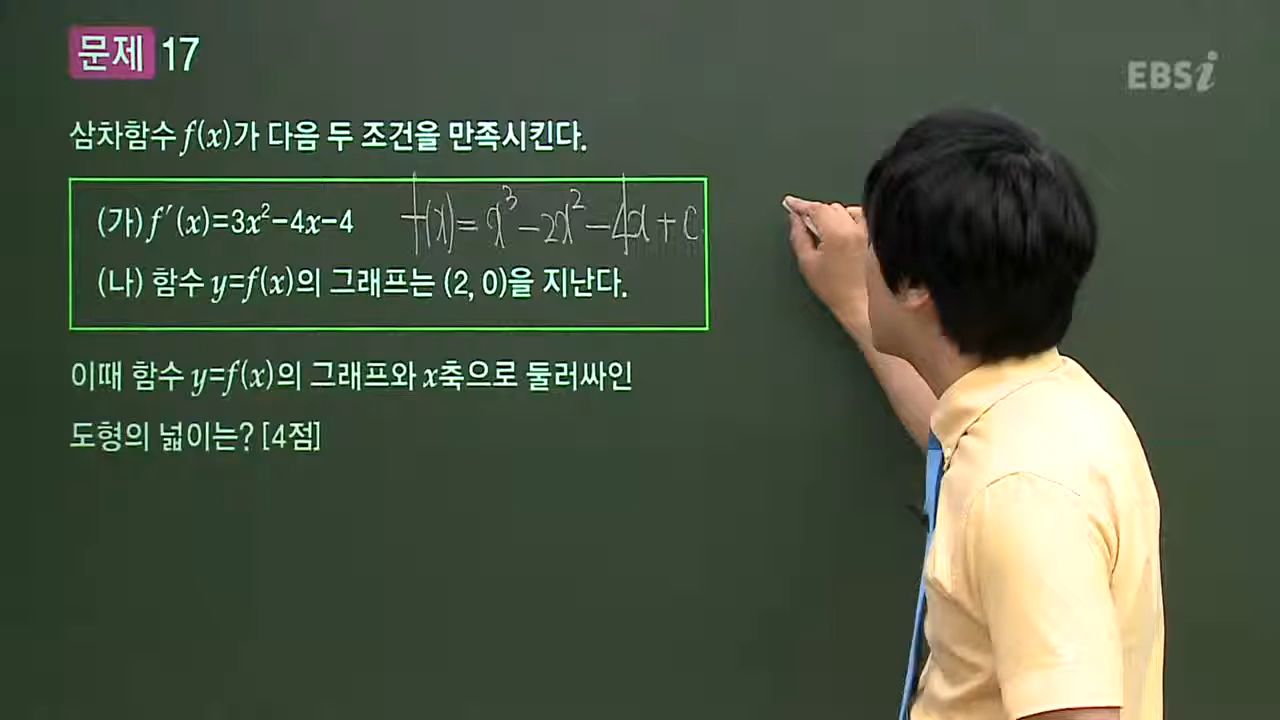 문제 17
EBSi
삼차함수 f(x)가 다음 두 조건을 만족시킨다.
(가) f′(x)=3x²-4x-4 f(x)=x³-2x²-4x+c
(나) 함수 y=f(x)의 그래프는 (2, 0)을 지난다.
이때 함수 y=f(x)의 그래프와 x축으로 둘러싸인
도형의 넓이는? [4점]